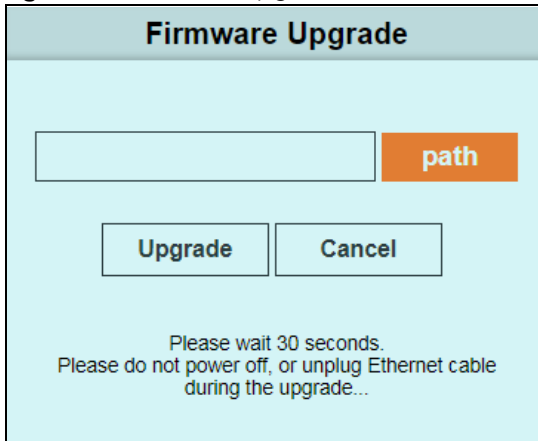 Firmware Upgrade
path
Upgrade Cancel
Please wait 30 seconds.
Please do not power off, or unplug Ethernet cable
during the upgrade...